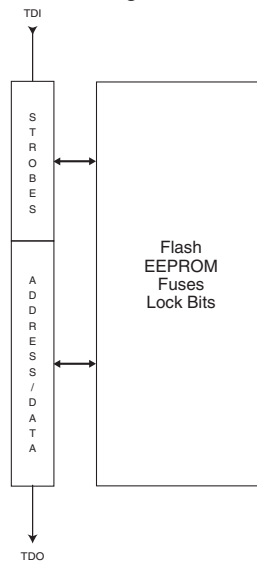 TDI
STROBES
ADDRESS/DATA
Flash
EEPROM
Fuses
Lock Bits
TDO